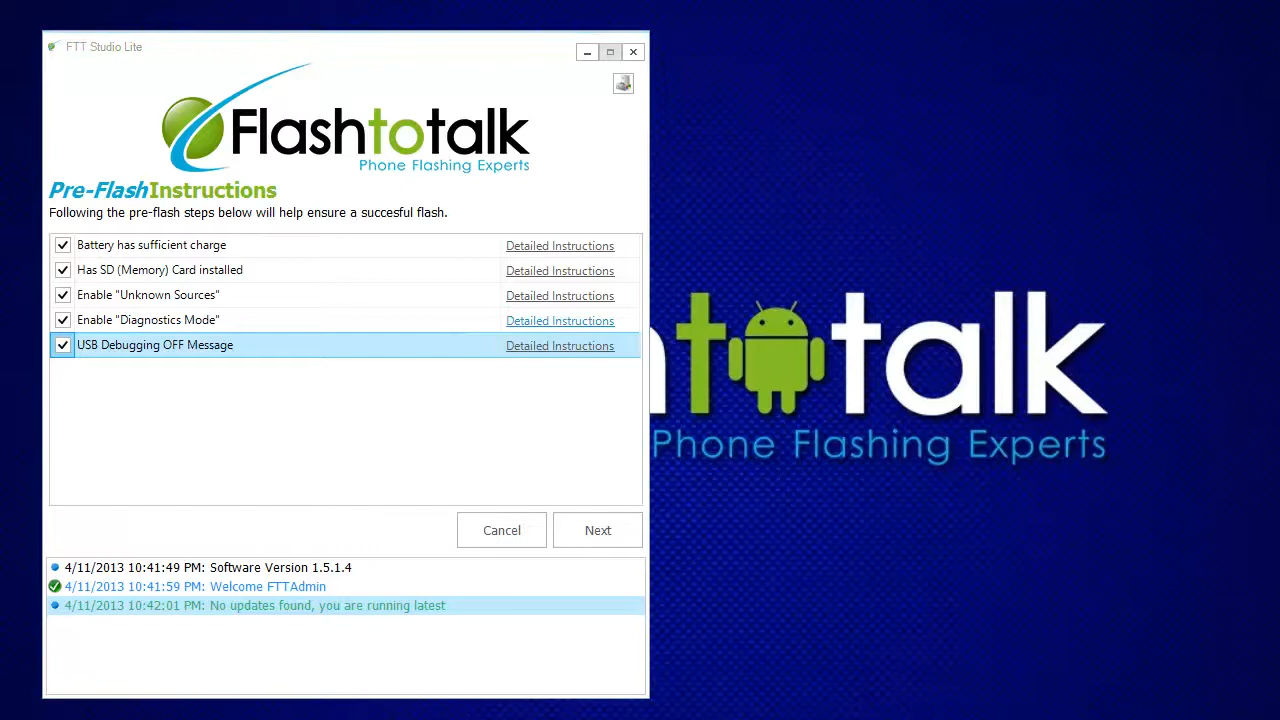 FTT Studio Lite
Flashtotalk
Phone Flashing Experts
Pre-FlashInstructions
Following the pre-flash steps below will help ensure a succesful flash.
Battery has sufficient charge Detailed Instructions
Has SD (Memory) Card installed Detailed Instructions
Enable "Unknown Sources" Detailed Instructions
Enable "Diagnostics Mode" Detailed Instructions
USB Debugging OFF Message Detailed Instructions
Cancel Next
4/11/2013 10:41:49 PM: Software Version 1.5.1.4
4/11/2013 10:41:59 PM: Welcome FTTAdmin
4/11/2013 10:42:01 PM: No updates found, you are running latest
htotalk
Phone Flashing Experts